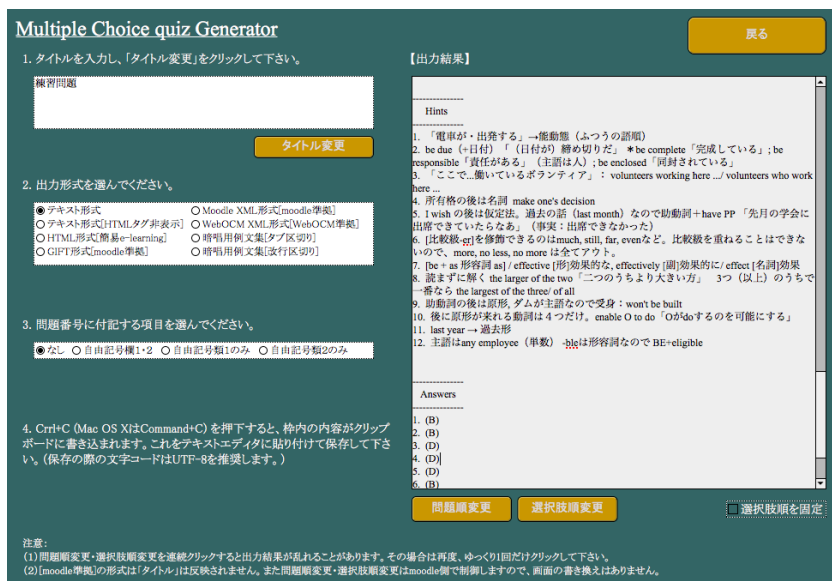 Multiple Choice quiz Generator
戻る
1. タイトルを入力し、「タイトル変更」をクリックして下さい。
練習問題
タイトル変更
2. 出力形式を選んでください。
テキスト形式
Moodle XML形式[moodle準拠]
テキスト形式[HTMLタグ非表示]
WebOCM XML形式[WebOCM準拠]
HTML形式[簡易e-learning]
暗唱用例文集[タブ区切り]
GIFT形式[moodle準拠]
暗唱用例文集[改行区切り]
3. 問題番号に付記する項目を選んでください。
なし 自由記号欄1・2 自由記号類1のみ 自由記号類2のみ
4. Crrl+C (Mac OS XはCommand+C) を押下すると、枠内の内容がクリップ
ボードに書き込まれます。これをテキストエディタに貼り付けて保存して下さ
い。(保存の際の文字コードはUTF-8を推奨します。)
【出力結果】
---------------
Hints
---------------
1. 「電車が・出発する」→能動態（ふつうの語順）
2. be due（+日付）「（日付が）締め切りだ」 ＊be complete「完成している」; be
responsible「責任がある」（主語は人）; be enclosed「同封されている」
3. 「ここで...働いているボランティア」： volunteers working here .../ volunteers who work
here ...
4. 所有格の後は名詞 make one's decision
5. I wish の後は仮定法。過去の話（last month）なので助動詞＋have PP 「先月の学会に
出席できていたらなあ」（事実：出席できなかった）
6. [比較級-er]を修飾できるのはmuch, still, far, evenなど。比較級を重ねることはできな
いので、more, no less, no more は全てアウト。
7. [be + as 形容詞 as] / effective [形]効果的な, effectively [副]効果的に/ effect [名詞]効果
8. 読まずに解く the larger of the two「二つのうちより大きい方」 3つ（以上）のうちで
一番なら the largest of the three/ of all
9. 助動詞の後は原形, ダムが主語なので受身：won't be built
10. 後に原形が来れる動詞は４つだけ。enable O to do「Oがdoするのを可能にする」
11. last year → 過去形
12. 主語はany employee（単数） -bleは形容詞なので BE+eligible
---------------
Answers
---------------
1. (B)
2. (B)
3. (D)
4. (D)
5. (D)
6. (B)
問題順変更
選択肢順変更
選択肢順を固定
注意：
(1)問題順変更・選択肢順変更を連続クリックすると出力結果が乱れることがあります。その場合は再度、ゆっくり1回だけクリックして下さい。
(2)[moodle準拠]の形式は「タイトル」は反映されません。また問題順変更・選択肢順変更はmoodle側で制御しますので、画面の書き換えはありません。